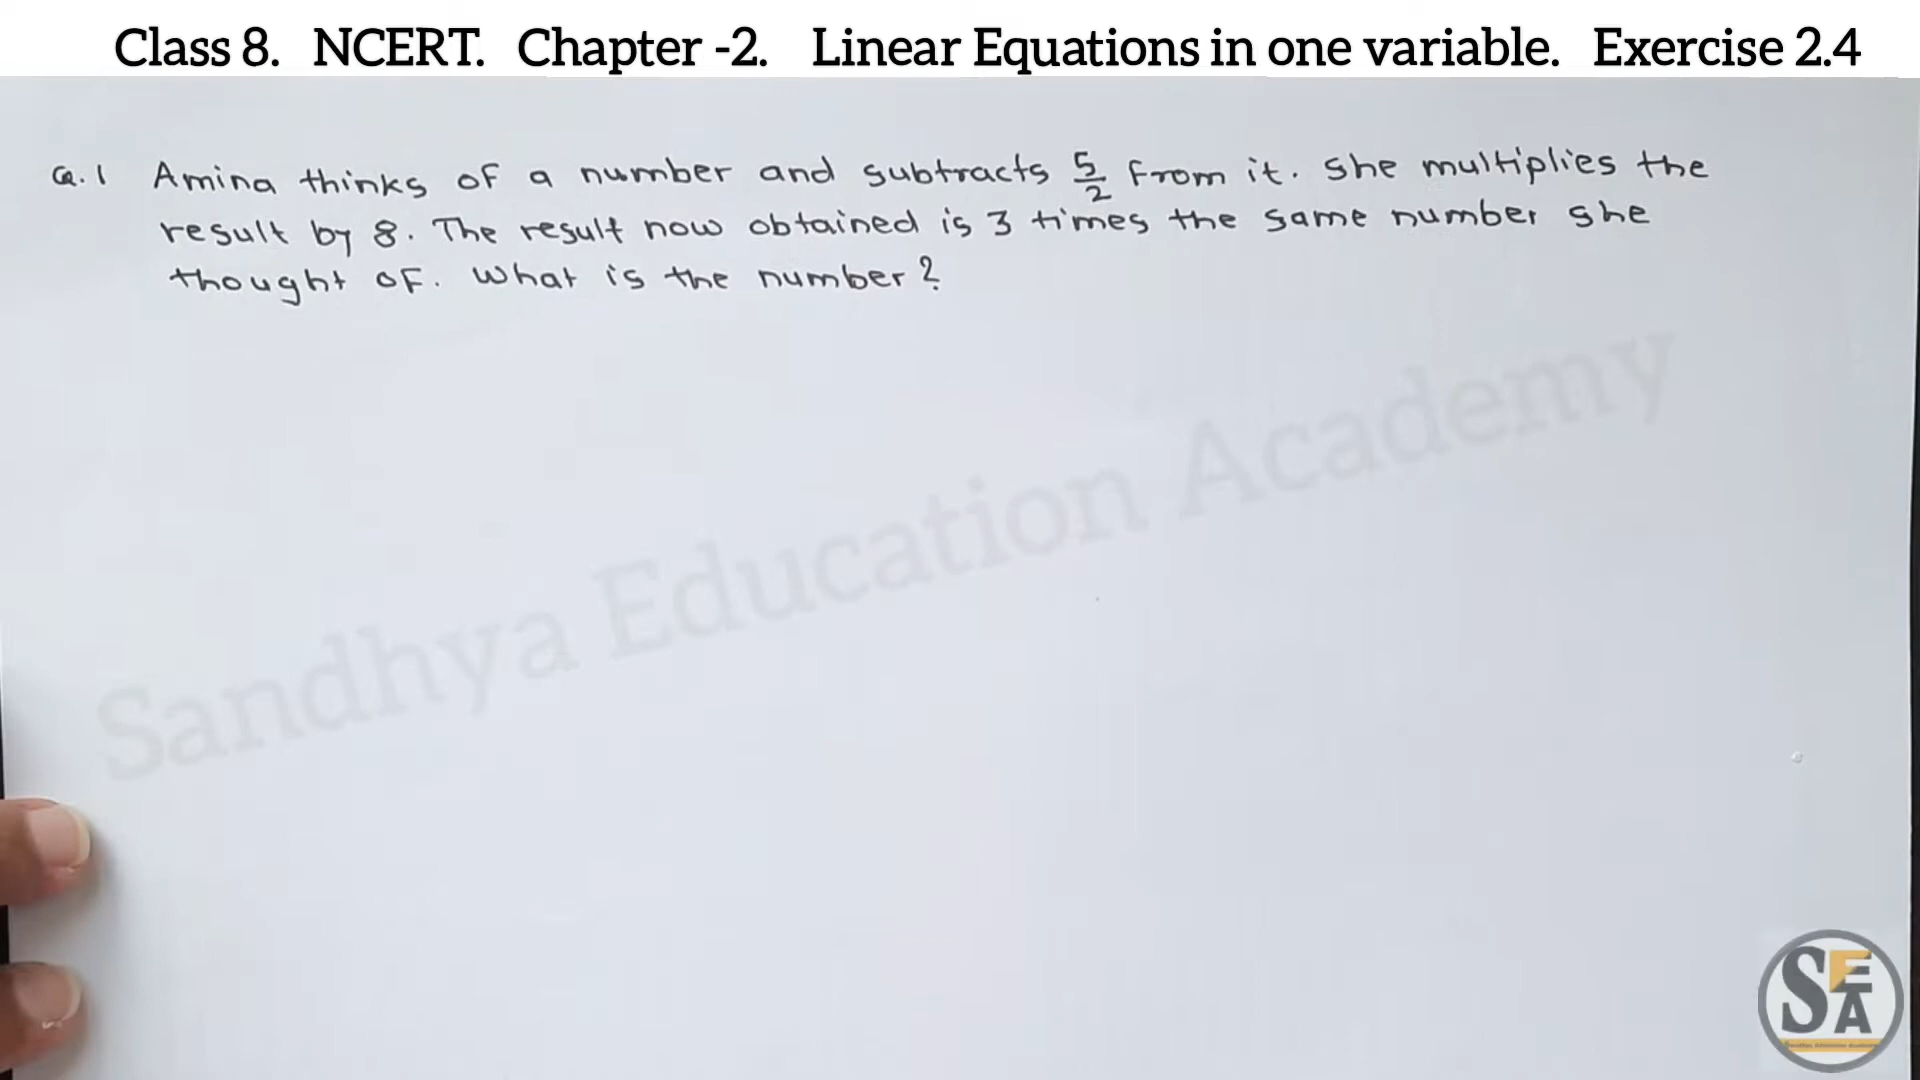 Class 8. NCERT. Chapter -2. Linear Equations in one variable. Exercise 2.4
Q.1 Amina thinks of a number and subtracts 5/2 from it. She multiplies the
result by 8. The result now obtained is 3 times the same number she
thought of. What is the number?
Sandhya Education Academy
SEA